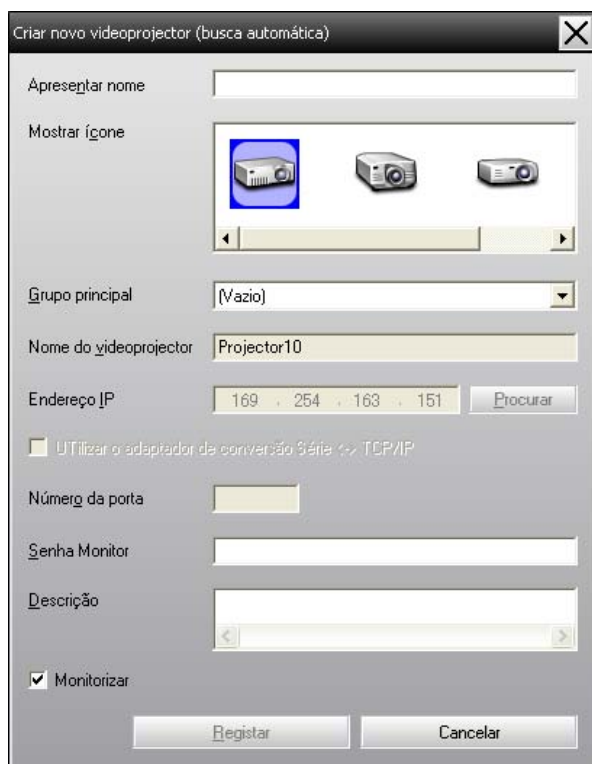 Criar novo videoprojector (busca automática)
Apresentar nome
Mostrar ícone
Grupo principal (Vazio)
Nome do videoprojector Projector10
Endereço IP 169 . 254 . 163 . 151 Procurar
UTilizar o adaptador de conversão Série <-> TCP/IP
Número da porta
Senha Monitor
Descrição
Monitorizar
Registar Cancelar